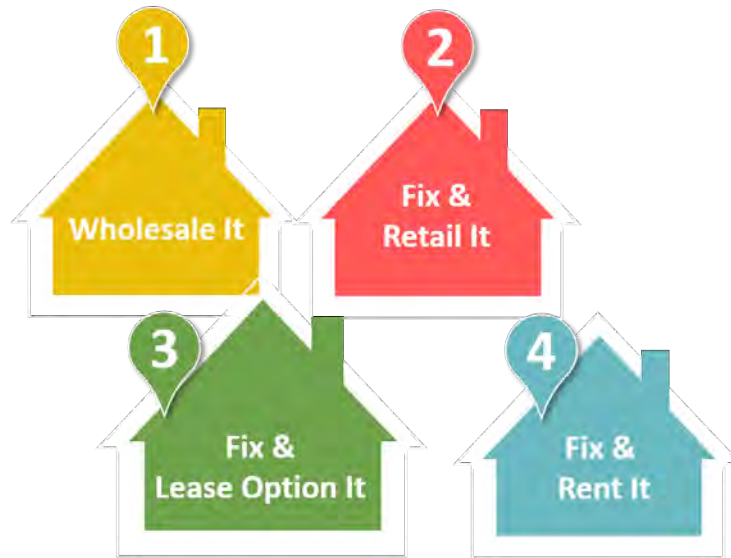 1
Wholesale It
2
Fix &
Retail It
3
Fix &
Lease Option It
4
Fix &
Rent It